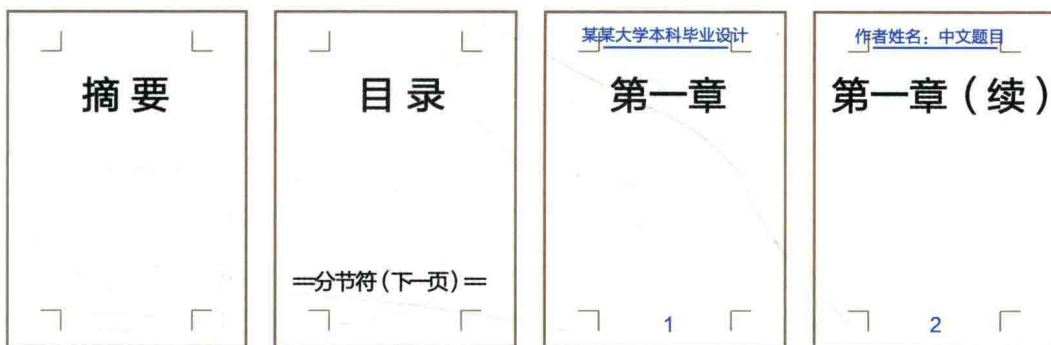 摘要
目录
==分节符(下一页)==
某某大学本科毕业设计
第一章
1
作者姓名:中文题目
第一章(续)
2